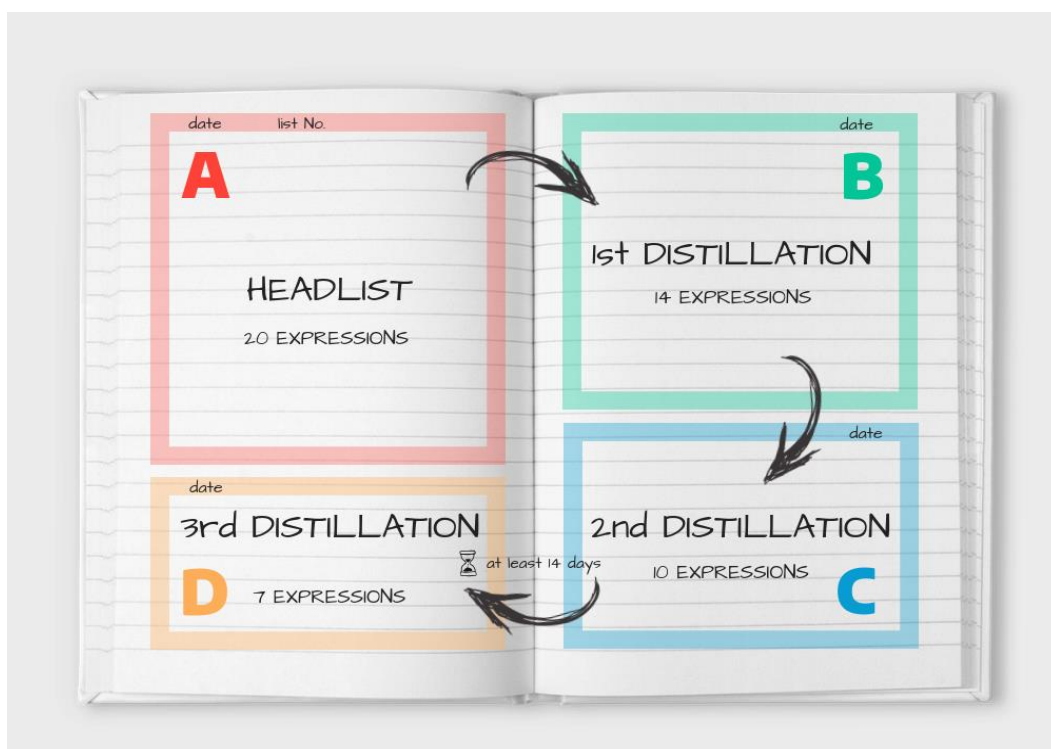 date list No.
A
HEADLIST
20 EXPRESSIONS
date
B
1st DISTILLATION
14 EXPRESSIONS
date
2nd DISTILLATION
10 EXPRESSIONS
C
at least 14 days
date
3rd DISTILLATION
D
7 EXPRESSIONS